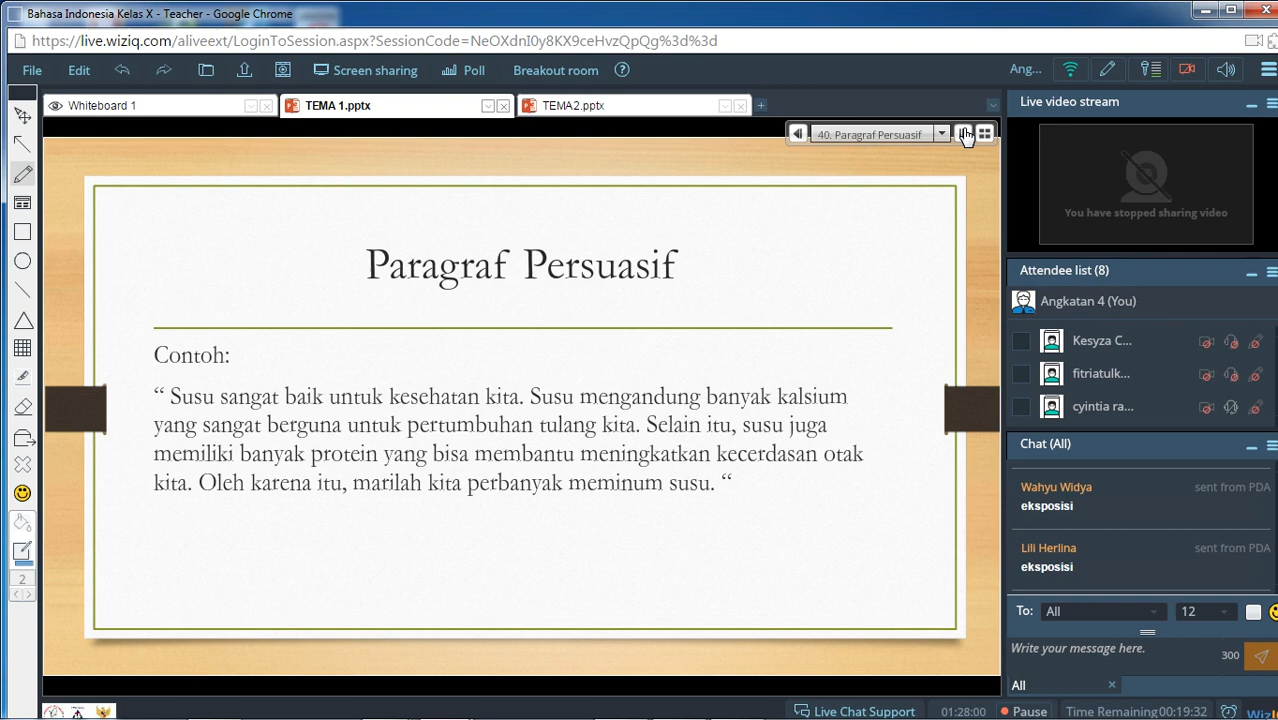 Bahasa Indonesia Kelas X - Teacher - Google Chrome
https://live.wiziq.com/aliveext/LoginToSession.aspx?SessionCode=NeOXdnI0y8KX9ceHvzQpQg%3d%3d
File Edit Screen sharing Poll Breakout room Ang...
Whiteboard 1 TEMA 1.pptx TEMA2.pptx
Live video stream
40. Paragraf Persuasif
You have stopped sharing video
Paragraf Persuasif
Contoh:
“ Susu sangat baik untuk kesehatan kita. Susu mengandung banyak kalsium
yang sangat berguna untuk pertumbuhan tulang kita. Selain itu, susu juga
memiliki banyak protein yang bisa membantu meningkatkan kecerdasan otak
kita. Oleh karena itu, marilah kita perbanyak meminum susu. “
Attendee list (8)
Angkatan 4 (You)
Kesyza C...
fitriatulk...
cyintia ra...
Chat (All)
Wahyu Widya sent from PDA
eksposisi
Lili Herlina sent from PDA
eksposisi
To: All 12
Write your message here. 300
All
2
Live Chat Support 01:28:00 Pause Time Remaining 00:19:32